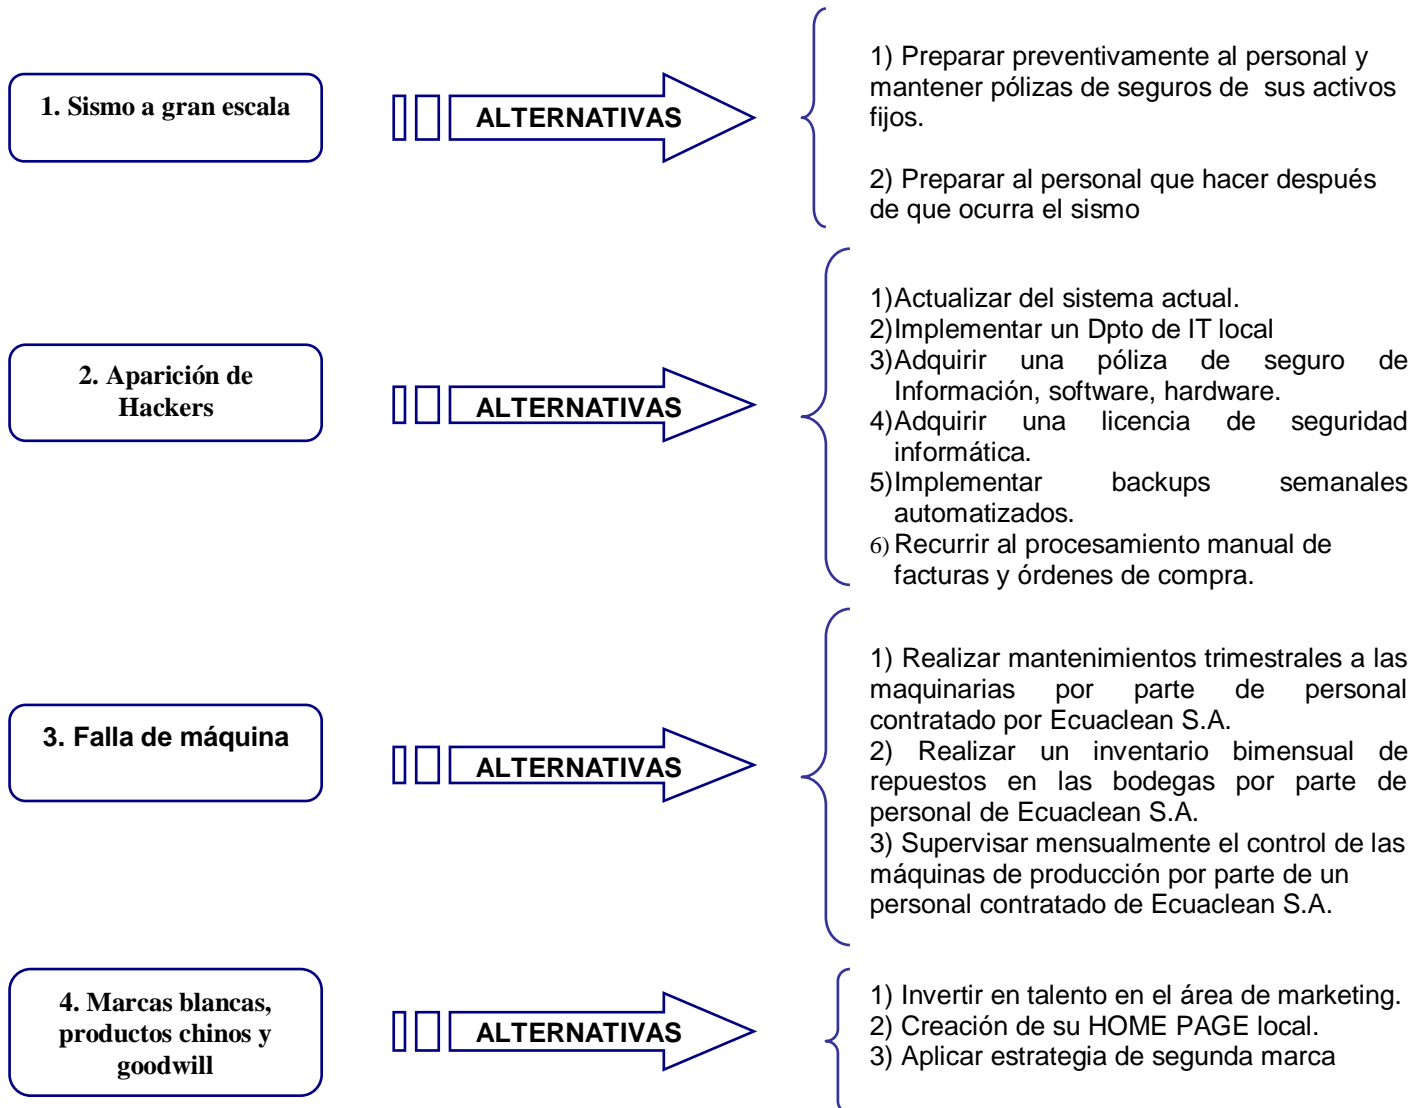 1. Sismo a gran escala
ALTERNATIVAS
1) Preparar preventivamente al personal y
mantener pólizas de seguros de sus activos
fijos.
2) Preparar al personal que hacer después
de que ocurra el sismo
2. Aparición de
Hackers
ALTERNATIVAS
1)Actualizar del sistema actual.
2)Implementar un Dpto de IT local
3)Adquirir una póliza de seguro de
Información, software, hardware.
4)Adquirir una licencia de seguridad
informática.
5)Implementar backups semanales
automatizados.
6) Recurrir al procesamiento manual de
facturas y órdenes de compra.
3. Falla de máquina
ALTERNATIVAS
1) Realizar mantenimientos trimestrales a las
maquinarias por parte de personal
contratado por Ecuaclean S.A.
2) Realizar un inventario bimensual de
repuestos en las bodegas por parte de
personal de Ecuaclean S.A.
3) Supervisar mensualmente el control de las
máquinas de producción por parte de un
personal contratado de Ecuaclean S.A.
4. Marcas blancas,
productos chinos y
goodwill
ALTERNATIVAS
1) Invertir en talento en el área de marketing.
2) Creación de su HOME PAGE local.
3) Aplicar estrategia de segunda marca